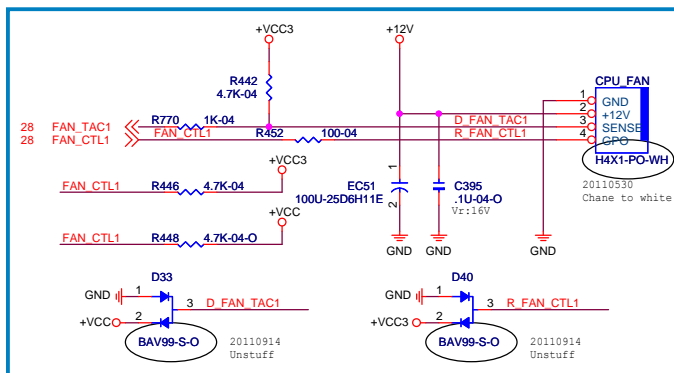 +VCC3
+12V
R442
4.7K-04
CPU_FAN
28 FAN_TAC1
R770 1K-04
D_FAN_TAC1
1 GND
2 +12V
3 SENSE
4 GPO
28 FAN_CTL1
FAN_CTL1
R452 100-04
R_FAN_CTL1
H4X1-PO-WH
20110530
Chane to white
+VCC3
FAN_CTL1 R446 4.7K-04
EC51
100U-25D6H11E
1
2
C395
.1U-04-O
Vr:16V
+VCC
FAN_CTL1 R448 4.7K-04-O
GND GND GND
D33
GND 1
3 D_FAN_TAC1
+VCC 2
BAV99-S-O
20110914
Unstuff
D40
GND 1
3 R_FAN_CTL1
+VCC3 2
BAV99-S-O
20110914
Unstuff